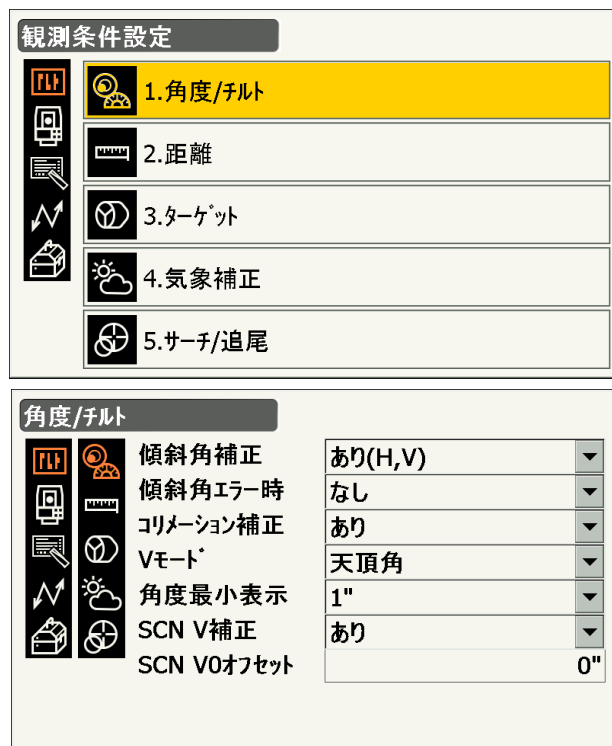 観測条件設定
1.角度/ﾁﾙﾄ
2.距離
3.ﾀｰｹﾞｯﾄ
4.気象補正
5.ｻｰﾁ/追尾
角度/ﾁﾙﾄ
傾斜角補正 あり(H,V)
傾斜角ｴﾗｰ時 なし
ｺﾘﾒｰｼｮﾝ補正 あり
Vﾓｰﾄﾞ 天頂角
角度最小表示 1"
SCN V補正 あり
SCN V0ｵﾌｾｯﾄ 0"